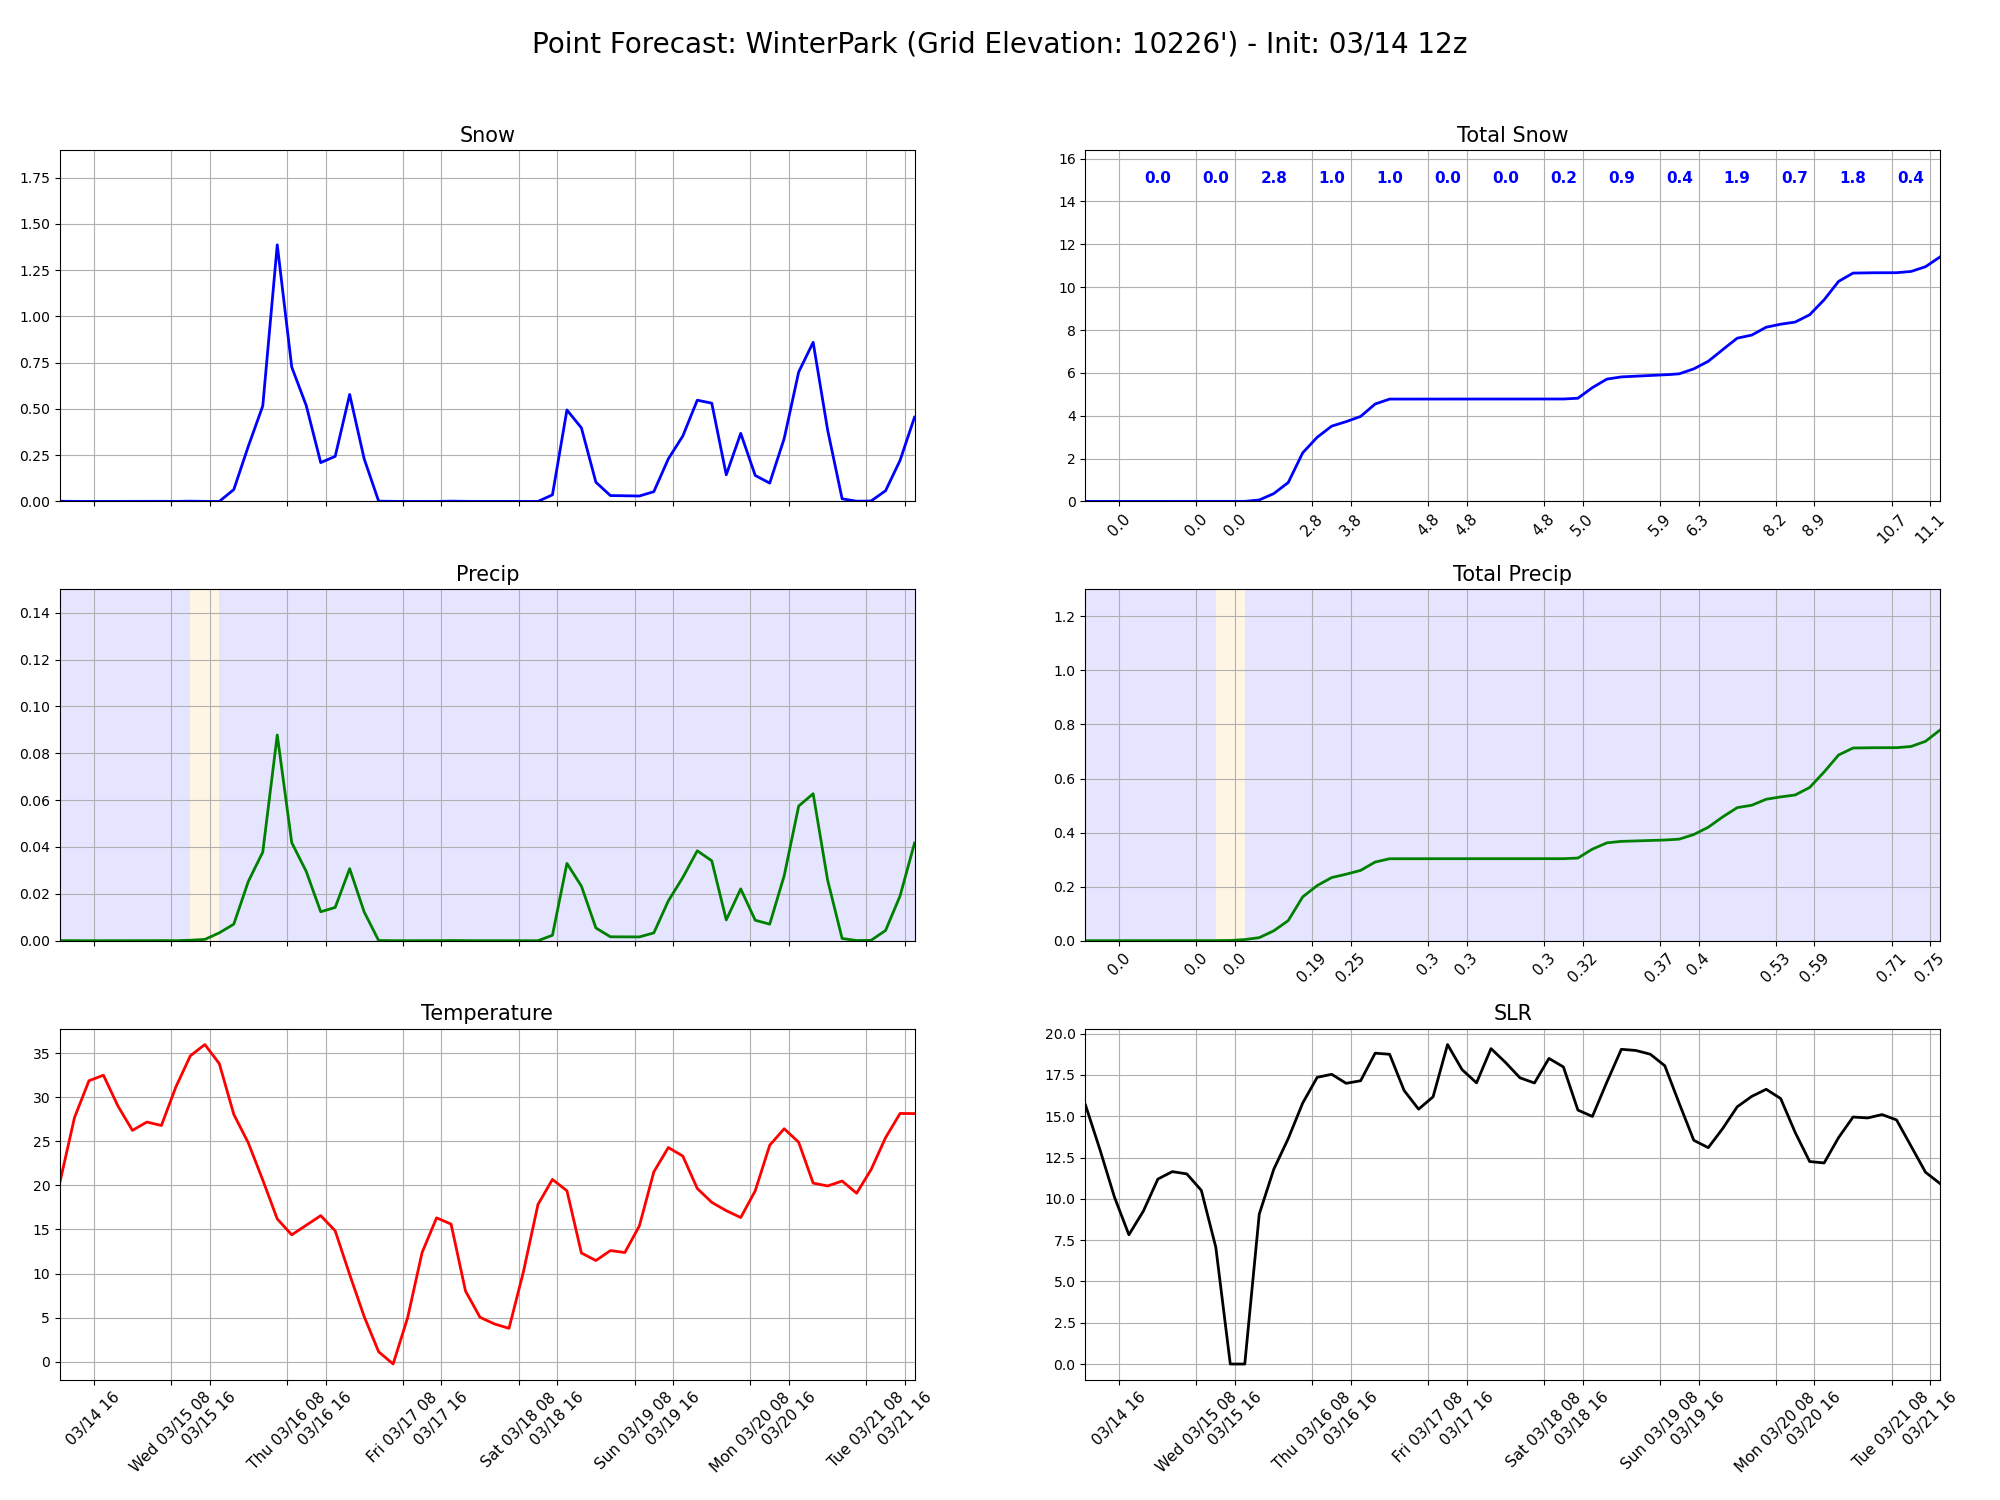 Point Forecast: WinterPark (Grid Elevation: 10226') - Init: 03/14 12z
Snow
1.75
1.50
1.25
1.00
0.75
0.50
0.25
0.00
Total Snow
16
14
12
10
8
6
4
2
0
0.0 0.0 2.8 1.0 1.0 0.0 0.0 0.2 0.9 0.4 1.9 0.7 1.8 0.4
0.0 0.0 0.0 2.8 3.8 4.8 4.8 4.8 5.0 5.9 6.3 8.2 8.9 10.7 11.1
Precip
0.14
0.12
0.10
0.08
0.06
0.04
0.02
0.00
Total Precip
1.2
1.0
0.8
0.6
0.4
0.2
0.0
0.0 0.0 0.0 0.19 0.25 0.3 0.3 0.3 0.32 0.37 0.4 0.53 0.59 0.71 0.75
Temperature
35
30
25
20
15
10
5
0
03/14 16
Wed 03/15 08
03/15 16
Thu 03/16 08
03/16 16
Fri 03/17 08
03/17 16
Sat 03/18 08
03/18 16
Sun 03/19 08
03/19 16
Mon 03/20 08
03/20 16
Tue 03/21 08
03/21 16
SLR
20.0
17.5
15.0
12.5
10.0
7.5
5.0
2.5
0.0
03/14 16
Wed 03/15 08
03/15 16
Thu 03/16 08
03/16 16
Fri 03/17 08
03/17 16
Sat 03/18 08
03/18 16
Sun 03/19 08
03/19 16
Mon 03/20 08
03/20 16
Tue 03/21 08
03/21 16